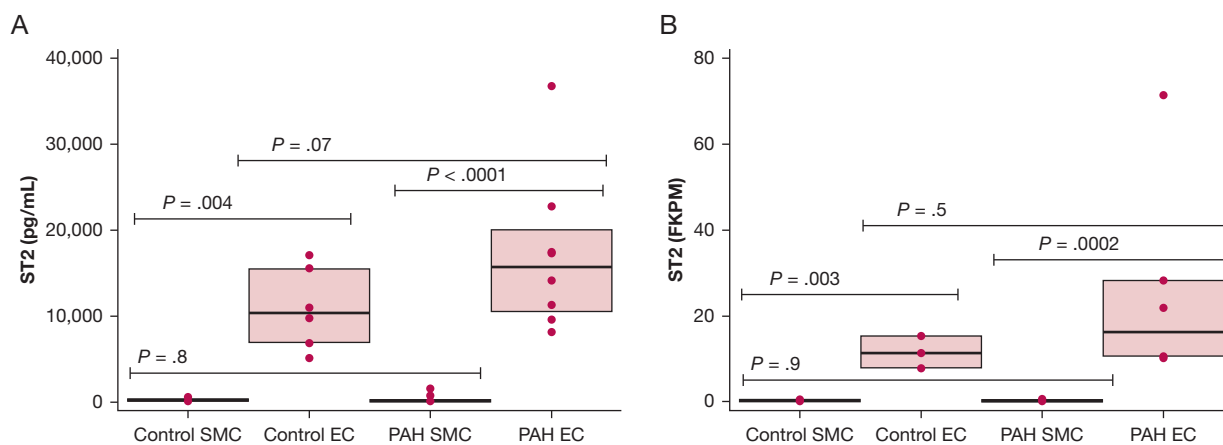 A
ST2 (pg/mL)
40,000
30,000
20,000
10,000
0
P = .07
P < .0001
P = .004
P = .8
Control SMC
Control EC
PAH SMC
PAH EC
B
ST2 (FKPM)
80
60
40
20
0
P = .5
P = .0002
P = .003
P = .9
Control SMC
Control EC
PAH SMC
PAH EC